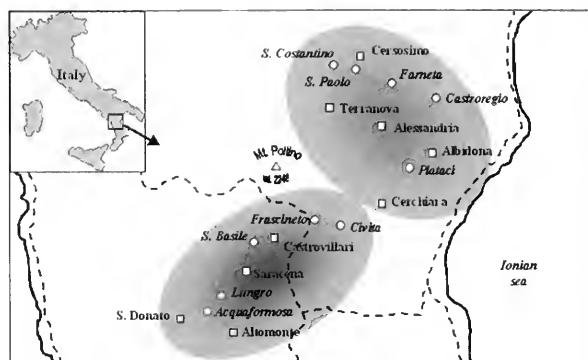 Italy
S. Costantino
Cersosimo
S. Paolo
Farneta
Castroregio
Terranova
Alessandria
Albidona
Plataci
Mt. Pollino
Cerchiara
Frascineto
Civita
S. Basile
Castrovillari
Saracena
Lungro
Acquaformosa
S. Donato
Altomonte
Ionian
sea